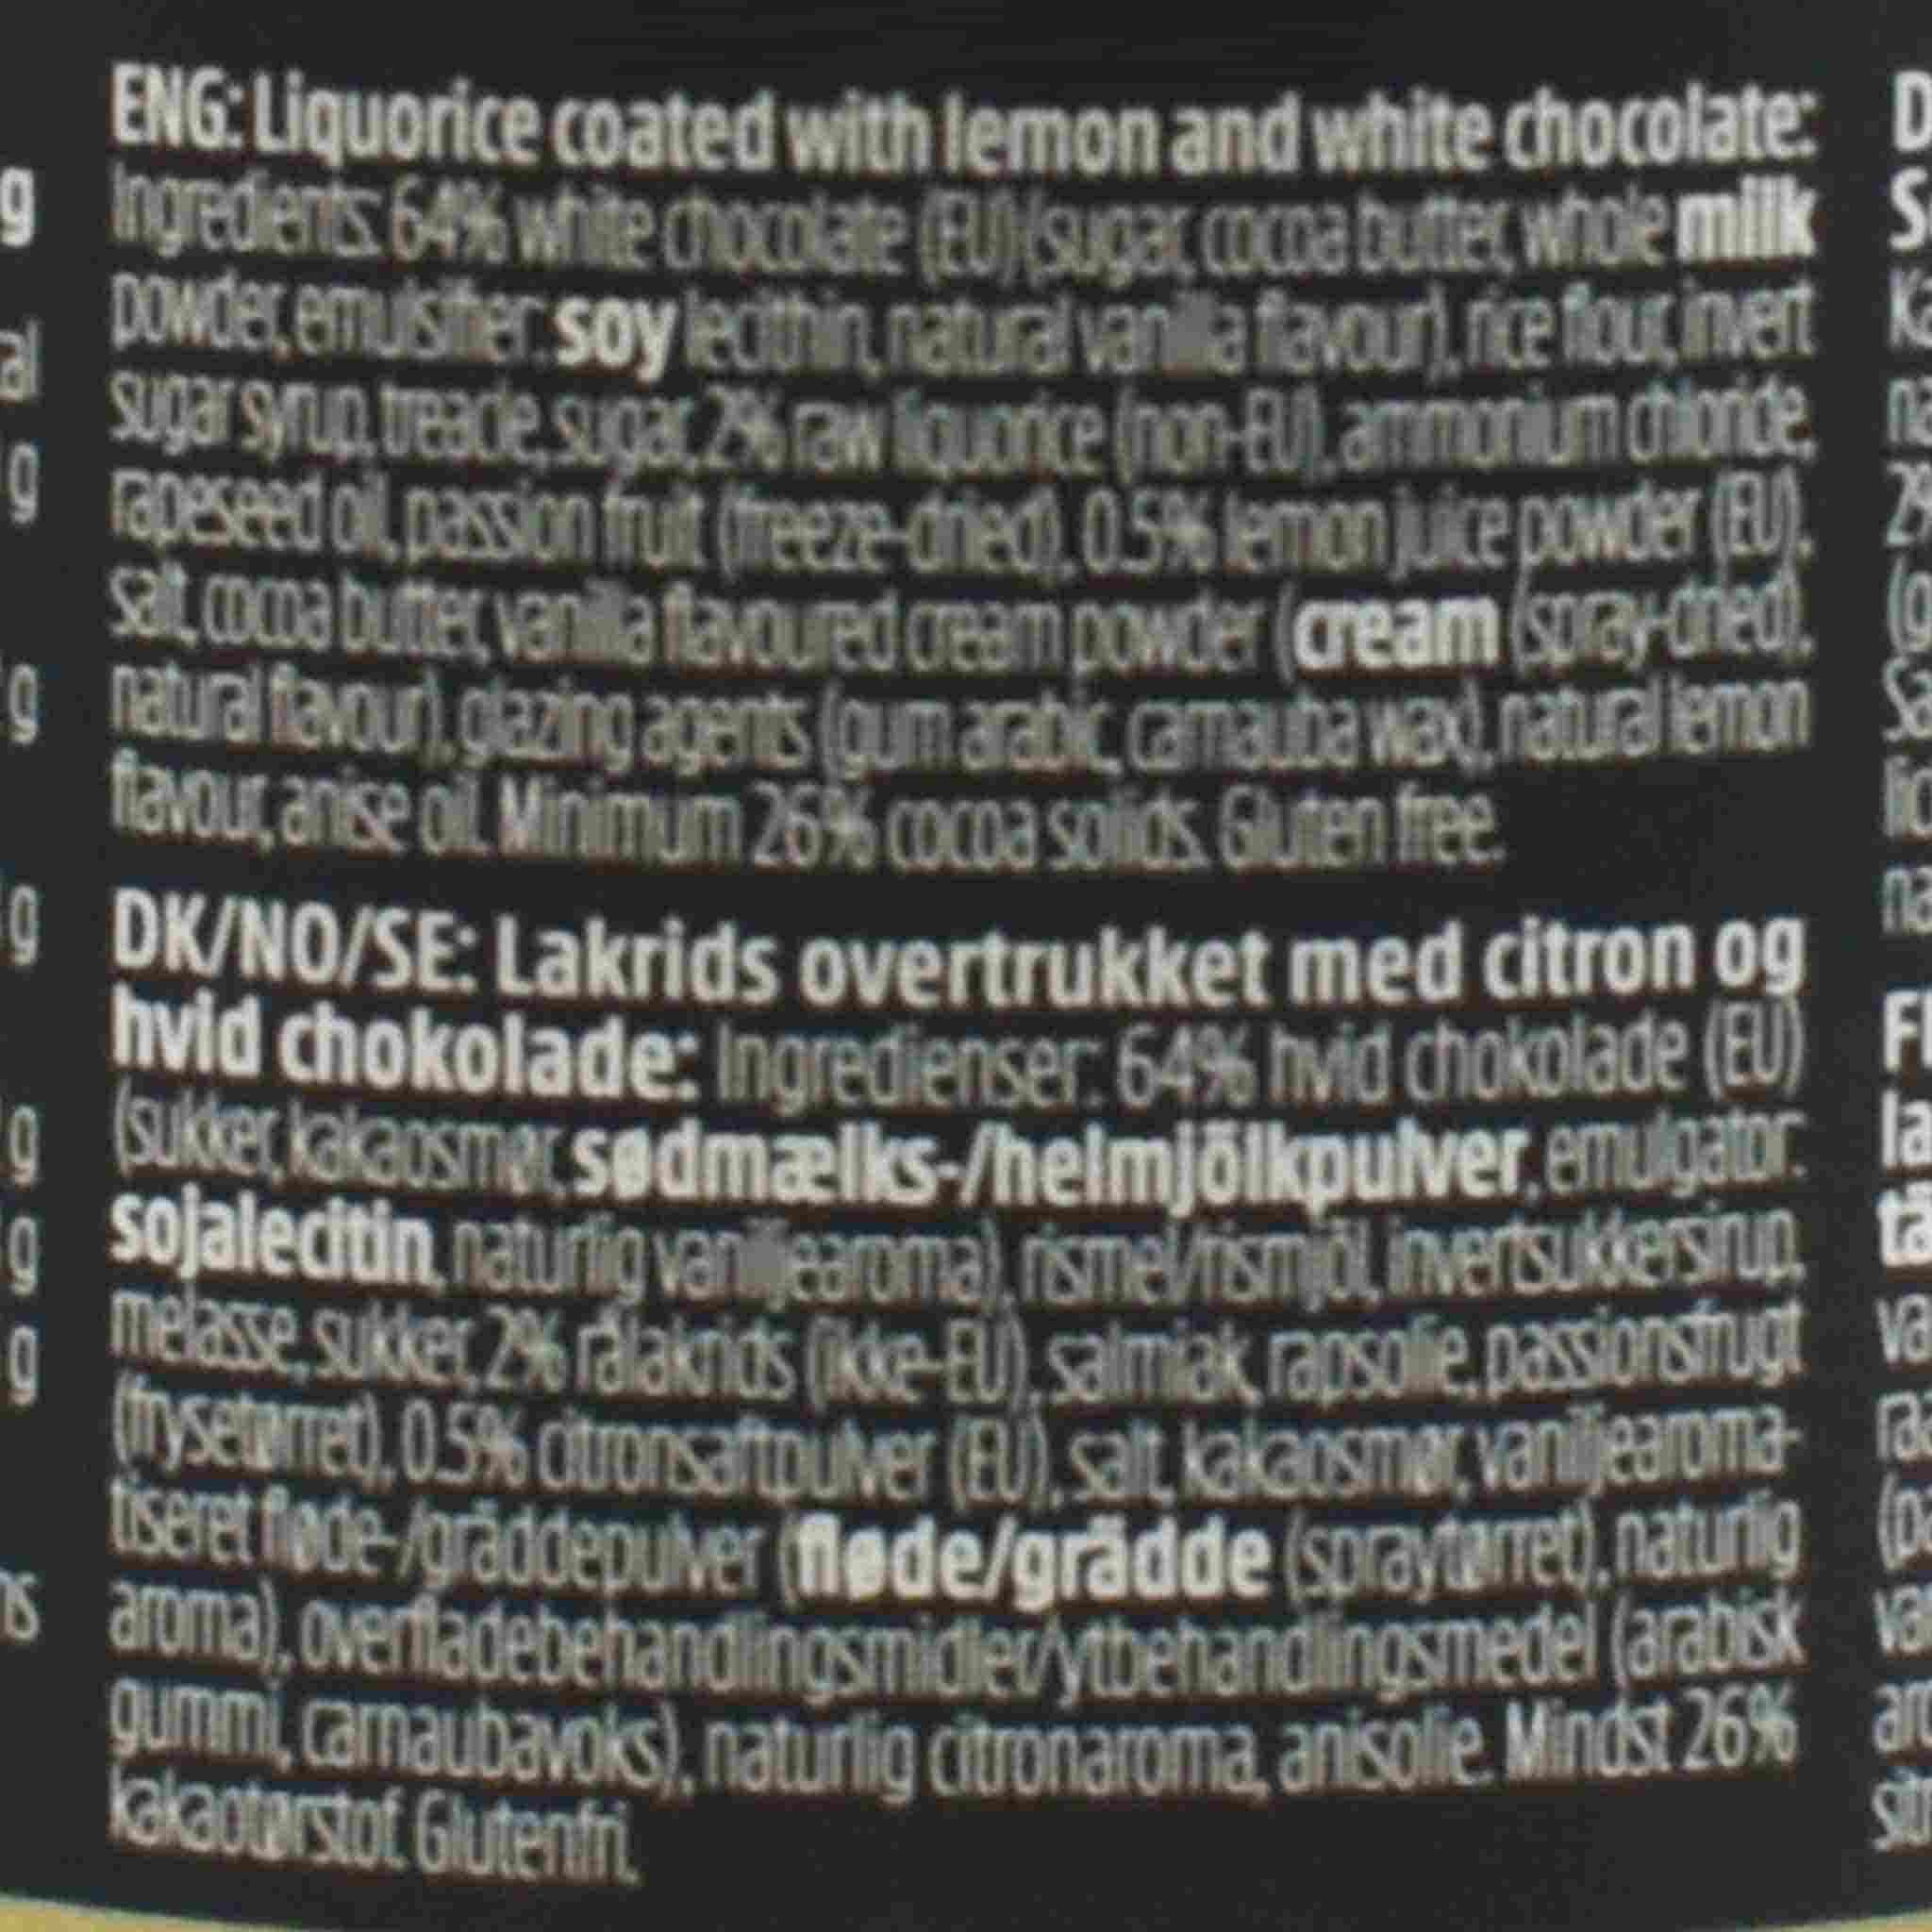 ENG: Liquorice coated with lemon and white chocolate:
Ingredients: 64% white chocolate (EU) (sugar, cocoa butter, whole milk
powder, emulsifier: soy lecithin, natural vanilla flavour), rice flour, invert
sugar syrup, treacle, sugar, 2% raw liquorice (non-EU), ammonium chloride,
rapeseed oil, passion fruit (freeze-dried), 0.5% lemon juice powder (EU),
salt, cocoa butter, vanilla flavoured cream powder (cream (spray-dried),
natural flavour), glazing agents (gum arabic, carnauba wax), natural lemon
flavour, anise oil. Minimum 26% cocoa solids. Gluten free.
DK/NO/SE: Lakrids overtrukket med citron og
hvid chokolade: Ingredienser: 64% hvid chokolade (EU)
(sukker, kakaosmør, sødmælks-/helmjölkpulver, emulgator:
sojalecitin, naturlig vaniljearoma), rismel/rismjöl, invertsukkersirup,
melasse, sukker, 2% rålakrids (ikke-EU), salmiak, rapsolie, passionsfrugt
(frysetørret), 0.5% citronsaftpulver (EU), salt, kakaosmør, vaniljearoma-
tiseret fløde-/gräddepulver (fløde/grädde (spraytørret), naturlig
aroma), overfladebehandlingsmidler/ytbehandlingsmedel (arabisk
gummi, carnaubavoks), naturlig citronaroma, anisolie. Mindst 26%
kakaotørstof. Glutenfri.